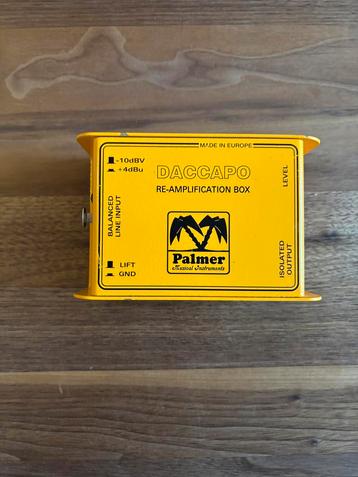 MADE IN EUROPE
-10dBV
+4dBu
DACCAPO
RE-AMPLIFICATION BOX
LEVEL
BALANCED
LINE INPUT
LIFT
GND
Palmer
Musical Instruments
ISOLATED
OUTPUT